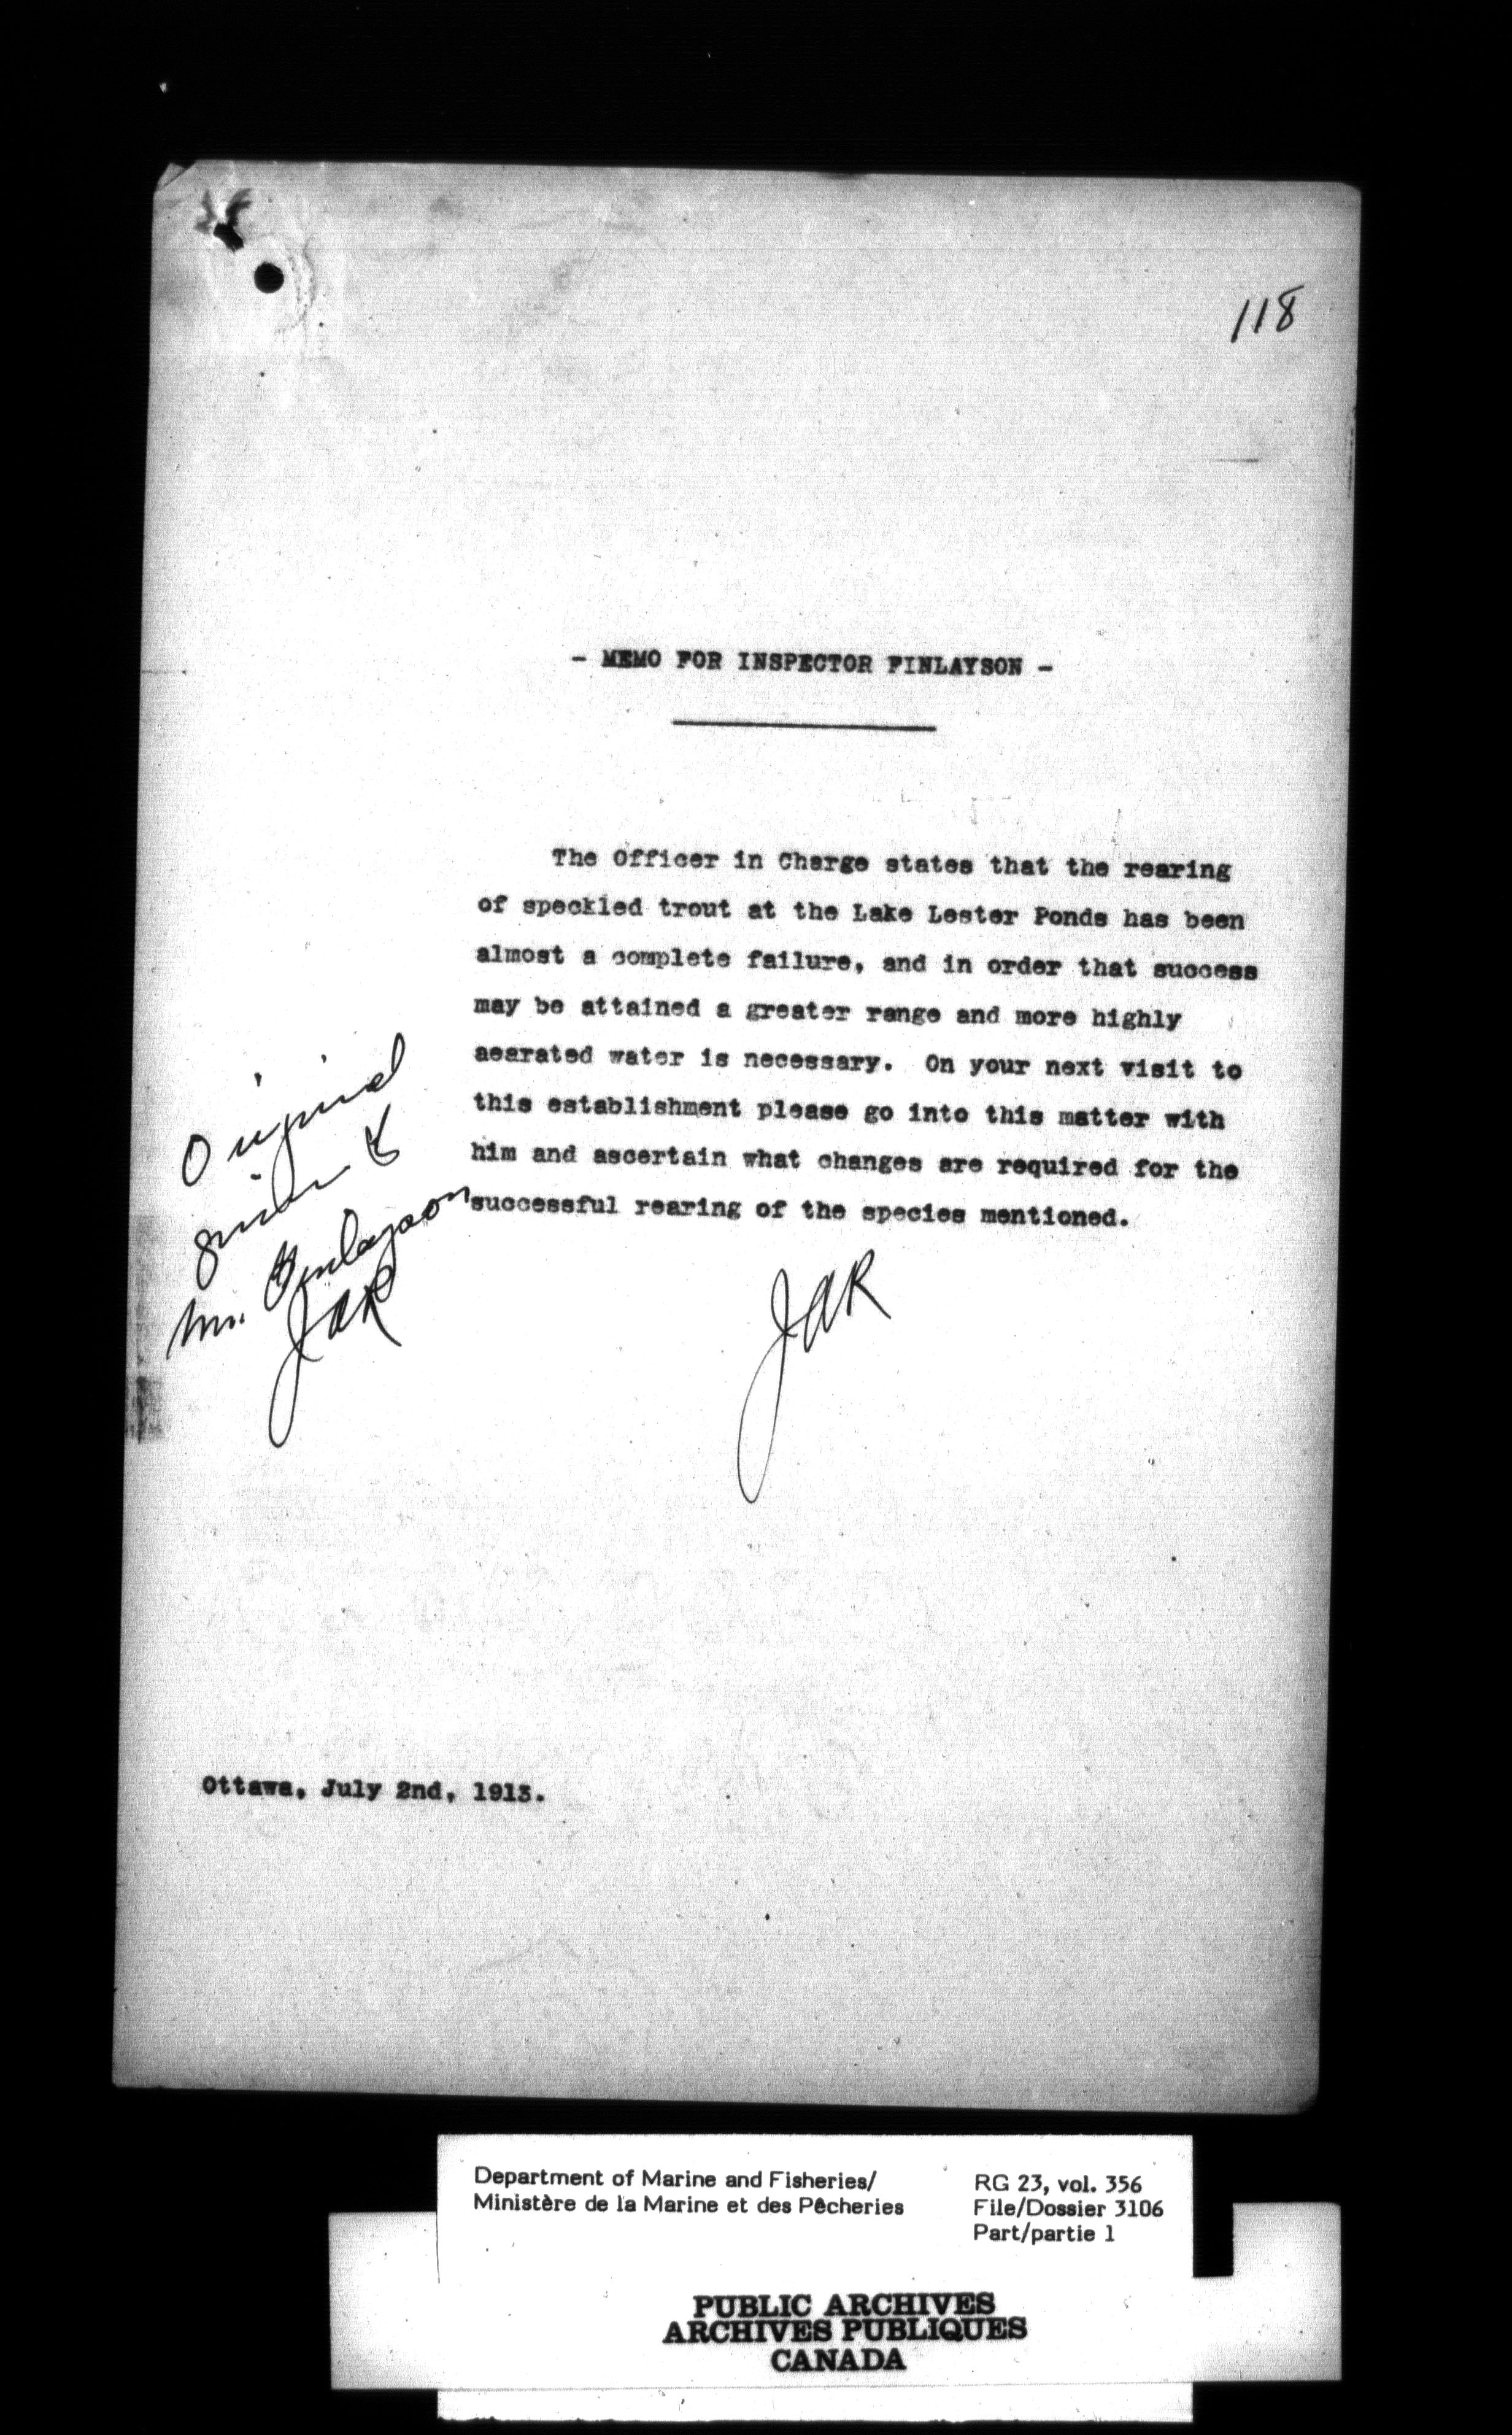 118
- MEMO FOR INSPECTOR FINLAYSON -
The Officer in Charge states that the rearing
of speckled trout at the Lake Lester Ponds has been
almost a complete failure, and in order that success
may be attained a greater range and more highly
aearated water is necessary. On your next visit to
this establishment please go into this matter with
him and ascertain what changes are required for the
successful rearing of the species mentioned.
Original
given to
Mr. Finlayson
JAR
JAR
Ottawa, July 2nd, 1913.
Department of Marine and Fisheries/
Ministère de la Marine et des Pêcheries
RG 23, vol. 356
File/Dossier 3106
Part/partie 1
PUBLIC ARCHIVES
ARCHIVES PUBLIQUES
CANADA